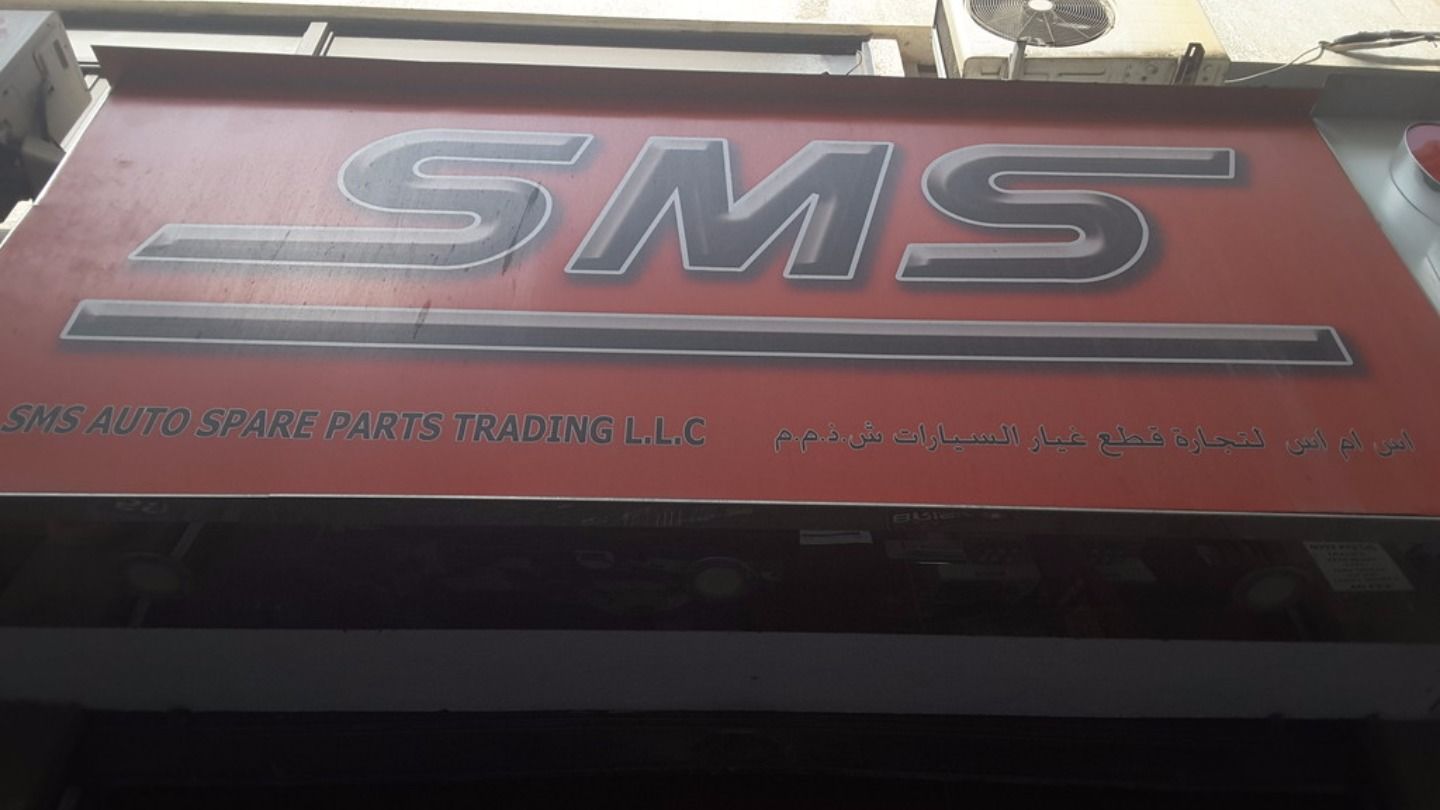 SMS
SMS AUTO SPARE PARTS TRADING L.L.C
اس ام اس لتجارة قطع غيار السيارات ش.ذ.م.م